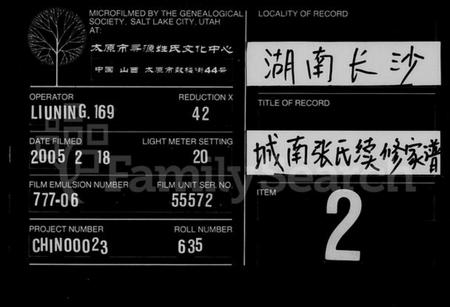 MICROFILMED BY THE GENEALOGICAL
SOCIETY, SALT LAKE CITY, UTAH
AT:
太原市寻源姓氏文化中心
中国 山西 太原市鼓楼街44号
OPERATOR
LIUNING, 169
REDUCTION X
42
DATE FILMED
2005 2 18
LIGHT METER SETTING
20
FILM EMULSION NUMBER
777-06
FILM UNIT SER. NO.
55572
PROJECT NUMBER
CHIN00023
ROLL NUMBER
635
LOCALITY OF RECORD
湖南长沙
TITLE OF RECORD
城南张氏续修家谱
ITEM
2
FamilySearch